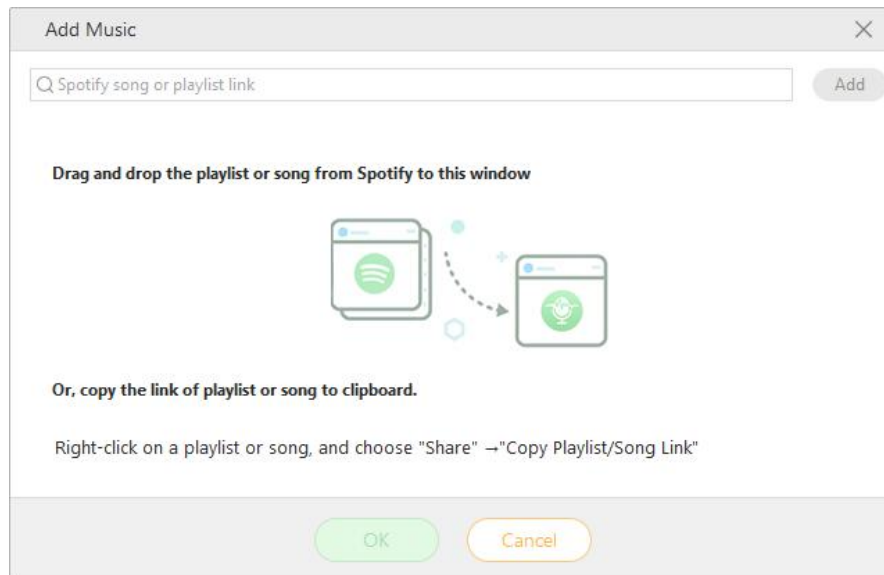 Add Music
Spotify song or playlist link
Add
Drag and drop the playlist or song from Spotify to this window
Or, copy the link of playlist or song to clipboard.
Right-click on a playlist or song, and choose "Share" →"Copy Playlist/Song Link"
OK
Cancel